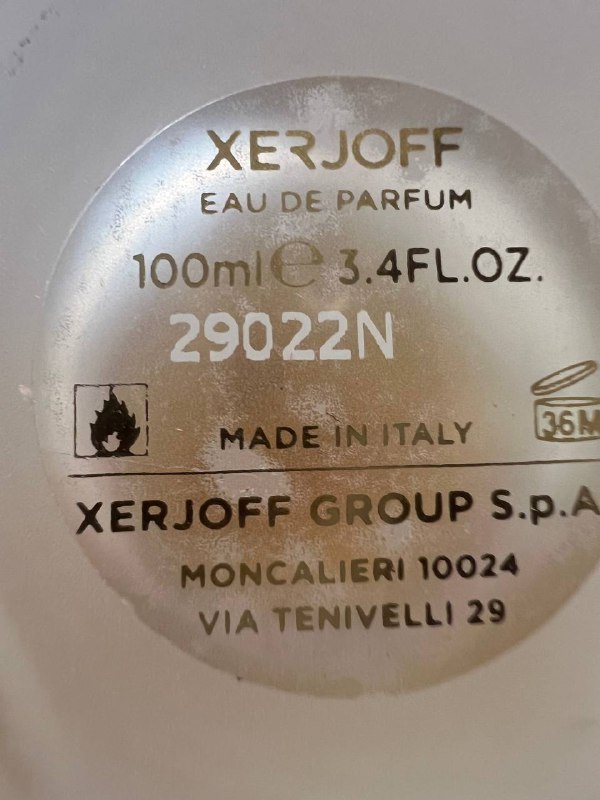 XERJOFF
EAU DE PARFUM
100ml e 3.4FL.OZ.
29022N
36M
MADE IN ITALY
XERJOFF GROUP S.p.A
MONCALIERI 10024
VIA TENIVELLI 29